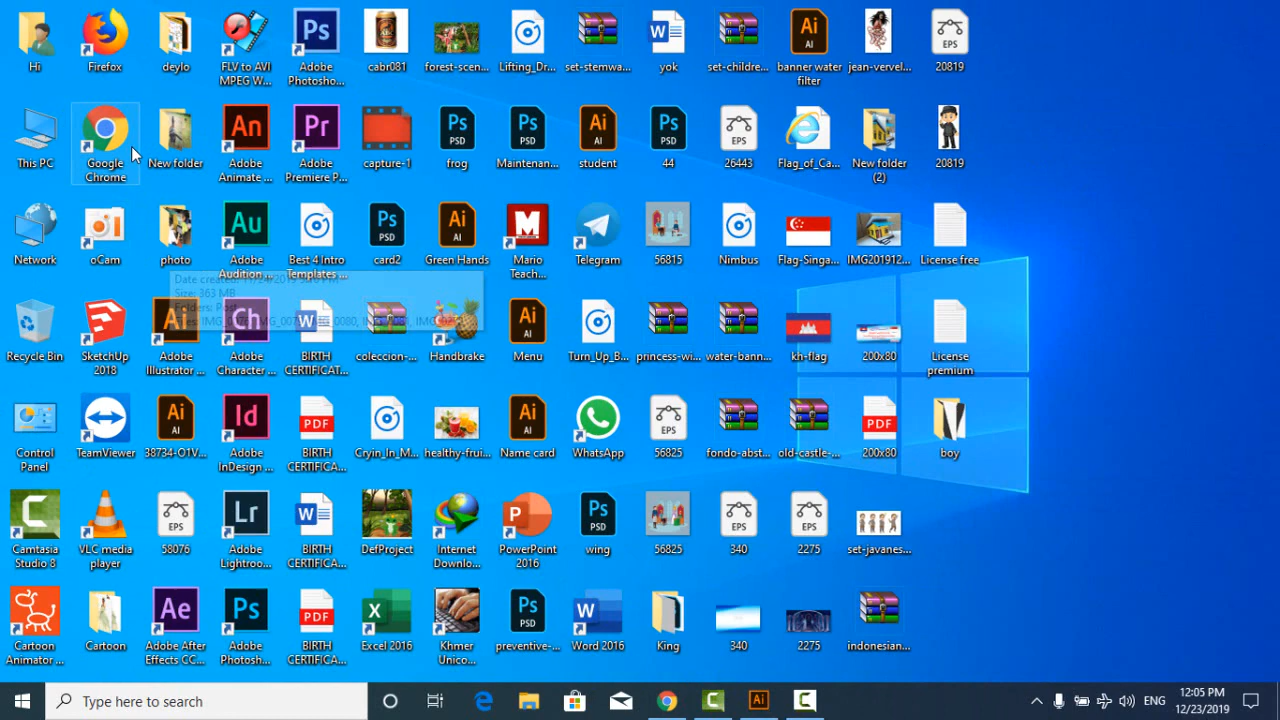 Hi
Firefox
deylo
FLV to AVI
MPEG W...
Adobe
Photosho...
cabr081
forest-scen...
Lifting_Dr...
set-stemwa...
yok
set-childre...
banner water
filter
jean-vervel...
20819
This PC
Google
Chrome
New folder
Adobe
Animate ...
Adobe
Premiere P...
capture-1
frog
Maintenan...
student
44
26443
Flag_of_Ca...
New folder
(2)
20819
Network
oCam
photo
Adobe
Audition...
Best 4 Intro
Templates ...
card2
Green Hands
Mario
Teach...
Telegram
56815
Nimbus
Flag-Singa...
IMG201912...
License free
Size: 363 MB
Recycle Bin
SketchUp
2018
Adobe
Illustrator ...
Adobe
Character ...
BIRTH
CERTIFICAT...
coleccion-...
Handbrake
Menu
Turn_Up_B...
princess-wi...
water-bann...
kh-flag
200x80
License
premium
Control
Panel
TeamViewer
38734-O1V...
Adobe
InDesign ...
BIRTH
CERTIFICA...
Cryin_In_M...
healthy-frui...
Name card
WhatsApp
56825
fondo-abst...
old-castle-...
200x80
boy
Camtasia
Studio 8
VLC media
player
58076
Adobe
Lightroo...
BIRTH
CERTIFICA...
DefProject
Internet
Downlo...
PowerPoint
2016
wing
56825
340
2275
set-javanes...
Cartoon
Animator ...
Cartoon
Adobe After
Effects CC...
Adobe
Photosh...
BIRTH
CERTIFICA...
Excel 2016
Khmer
Unico...
preventive-...
Word 2016
King
340
2275
indonesian...
Type here to search
ENG
12:05 PM
12/23/2019